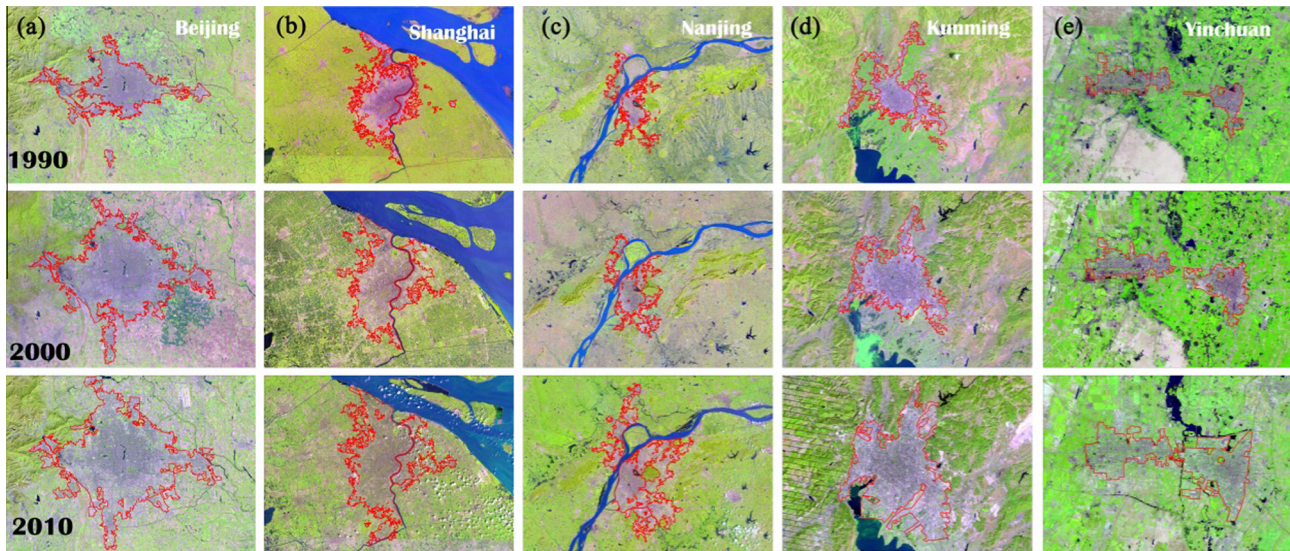 (a) Beijing
(b) Shanghai
(c) Nanjing
(d) Kunming
(e) Yinchuan
1990
2000
2010